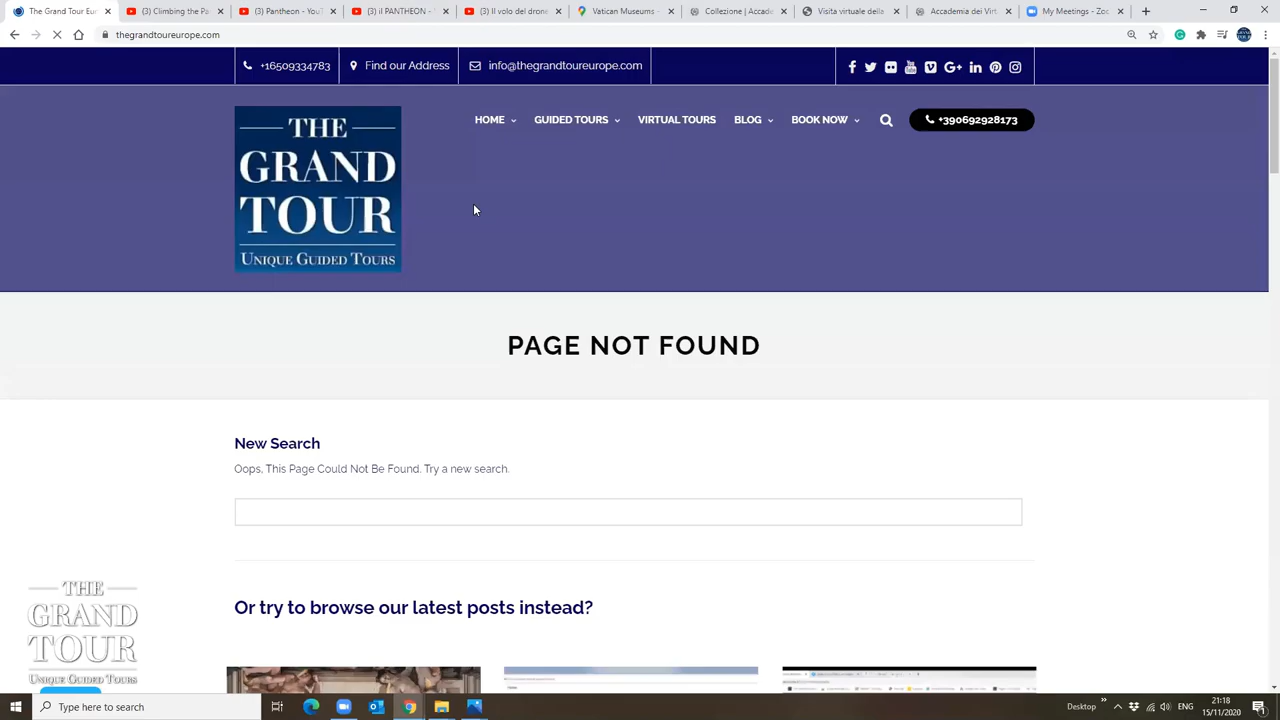 The Grand Tour Eur
(3) Climbing the Pa
(3) Pantheon - You
(3) il PANTHEON -
(3) Il volo del drone
Vatican Museums -
Collezione | Accade
Visita virtuale della
Accademia dei Virt
My Meetings - Zoo
thegrandtoureurope.com
+16509334783
Find our Address
info@thegrandtoureurope.com
THE
GRAND
TOUR
UNIQUE GUIDED TOURS
HOME
GUIDED TOURS
VIRTUAL TOURS
BLOG
BOOK NOW
+390692928173
PAGE NOT FOUND
New Search
Oops, This Page Could Not Be Found. Try a new search.
Or try to browse our latest posts instead?
THE
GRAND
TOUR
UNIQUE GUIDED TOURS
Type here to search
Desktop
ENG
21:18
15/11/2020